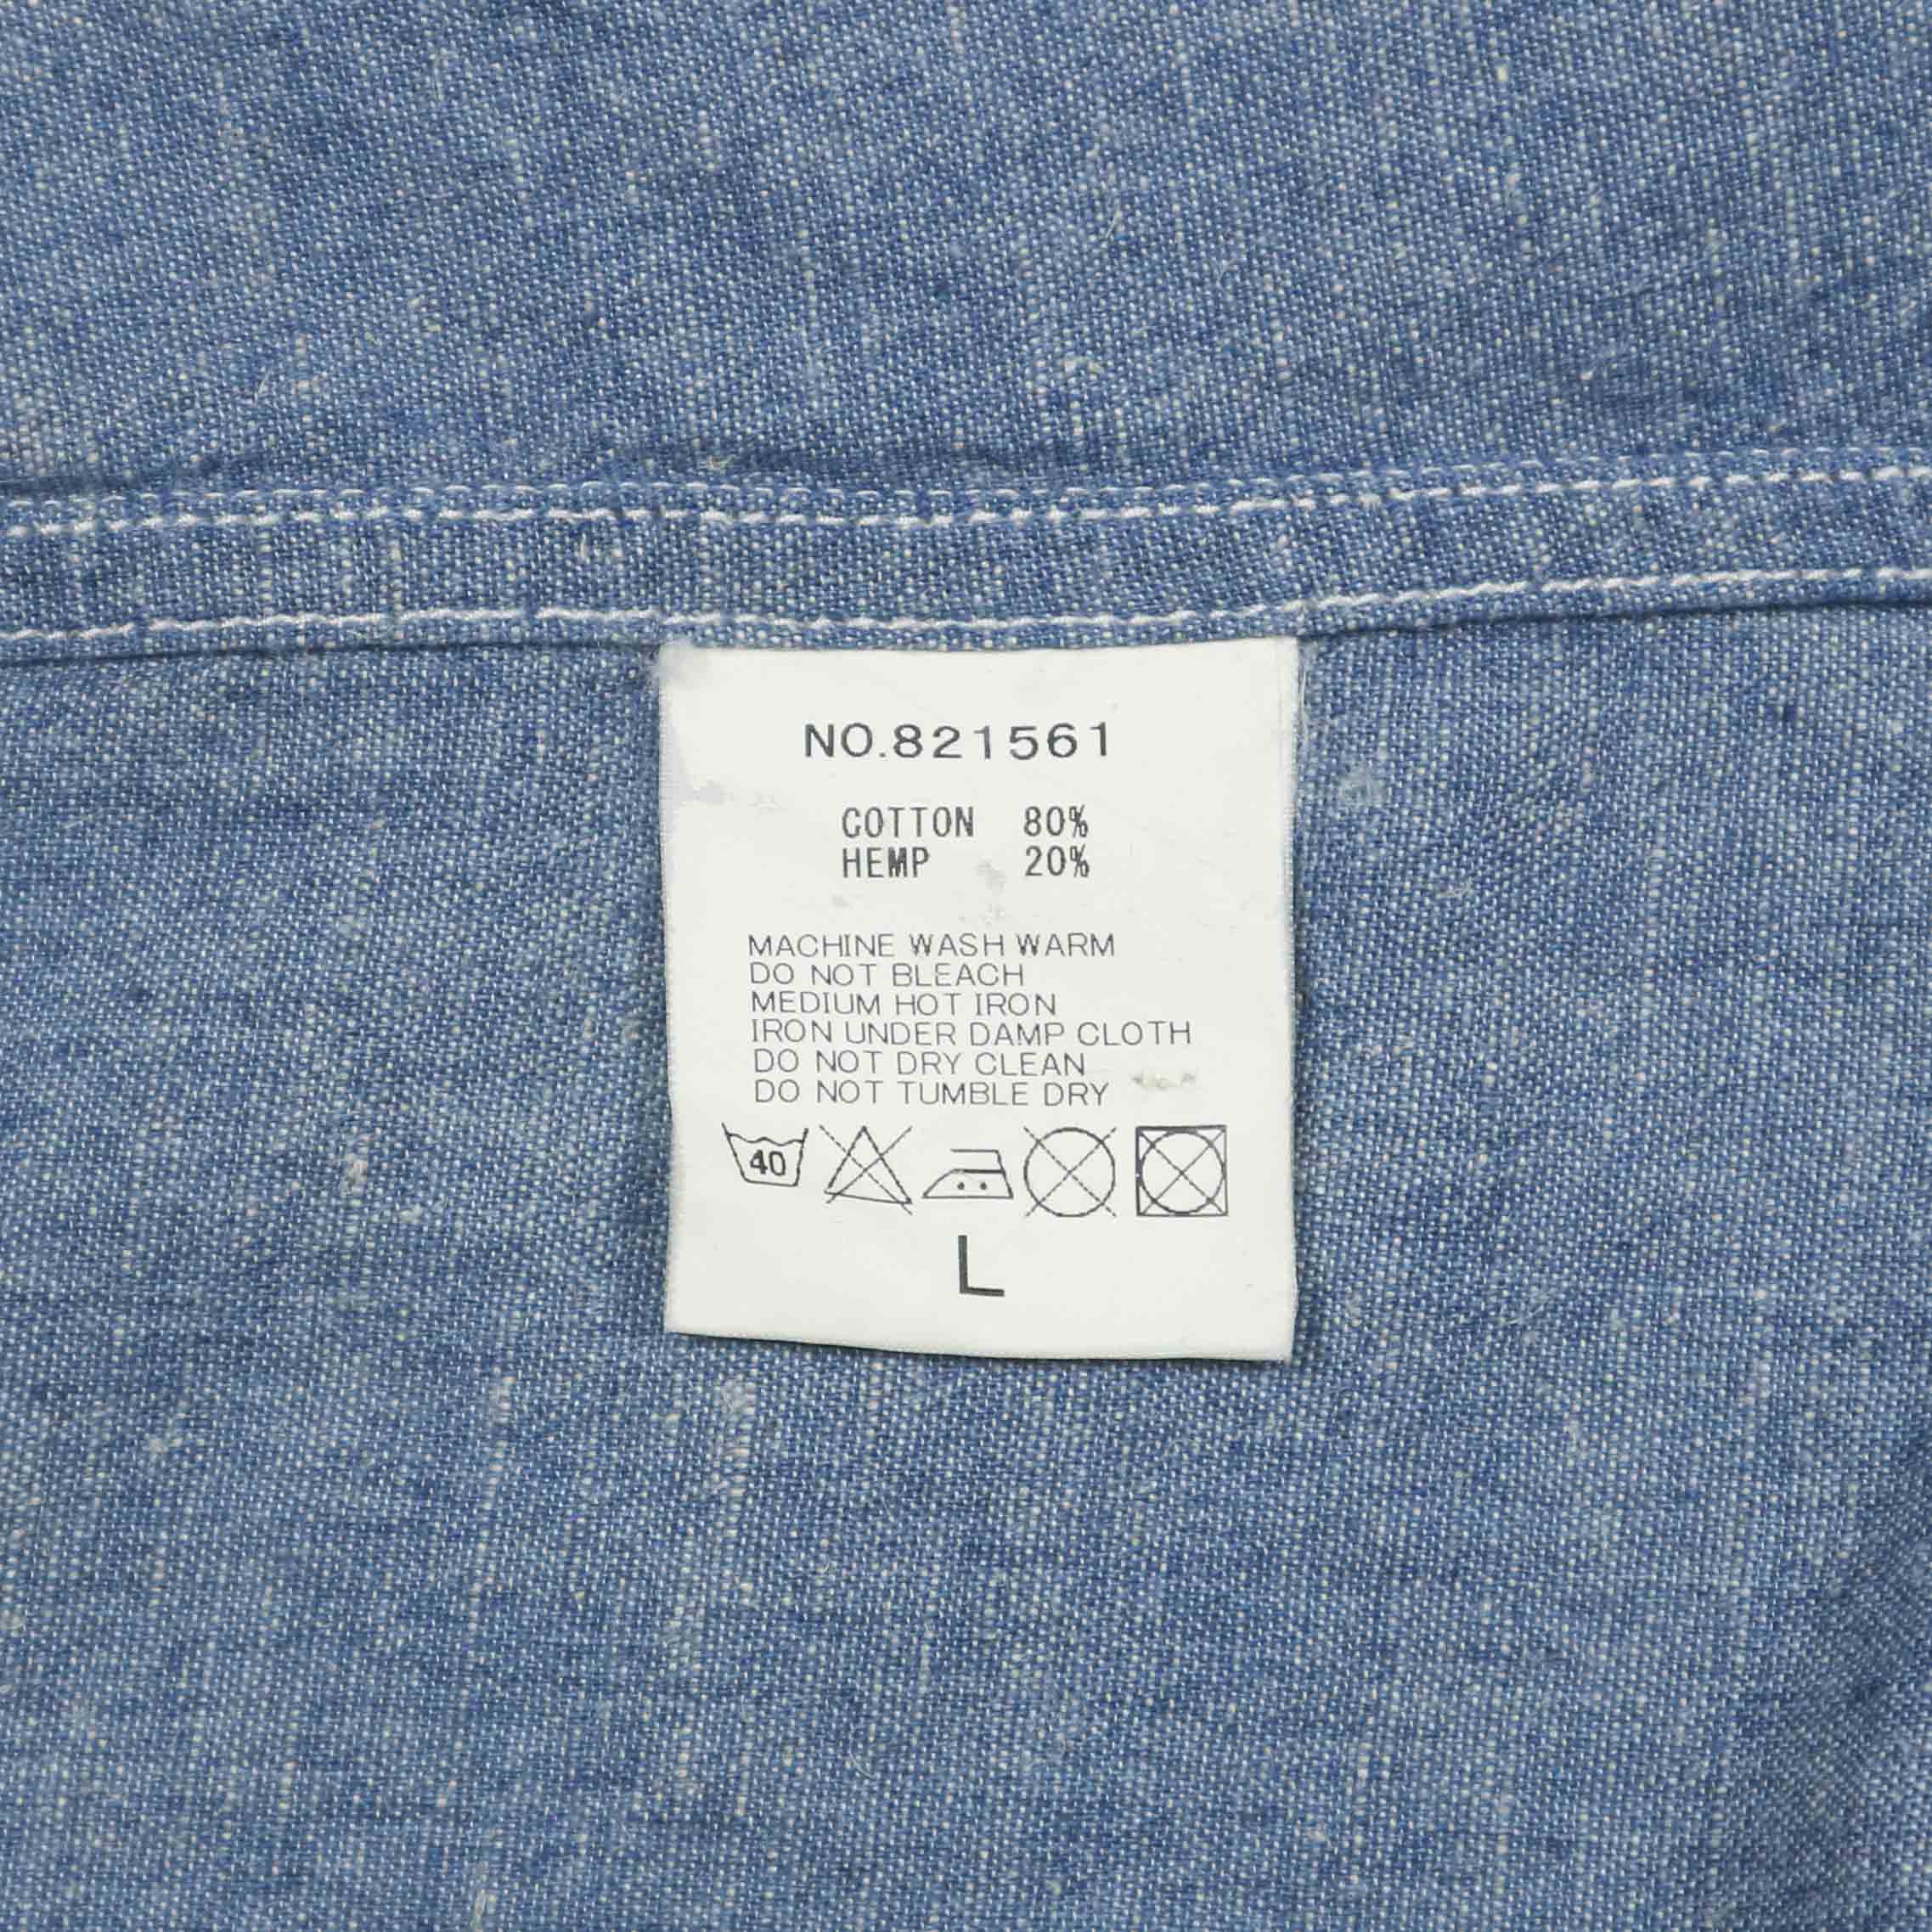 NO.821561
COTTON 80%
HEMP 20%
MACHINE WASH WARM
DO NOT BLEACH
MEDIUM HOT IRON
IRON UNDER DAMP CLOTH
DO NOT DRY CLEAN
DO NOT TUMBLE DRY
40
L